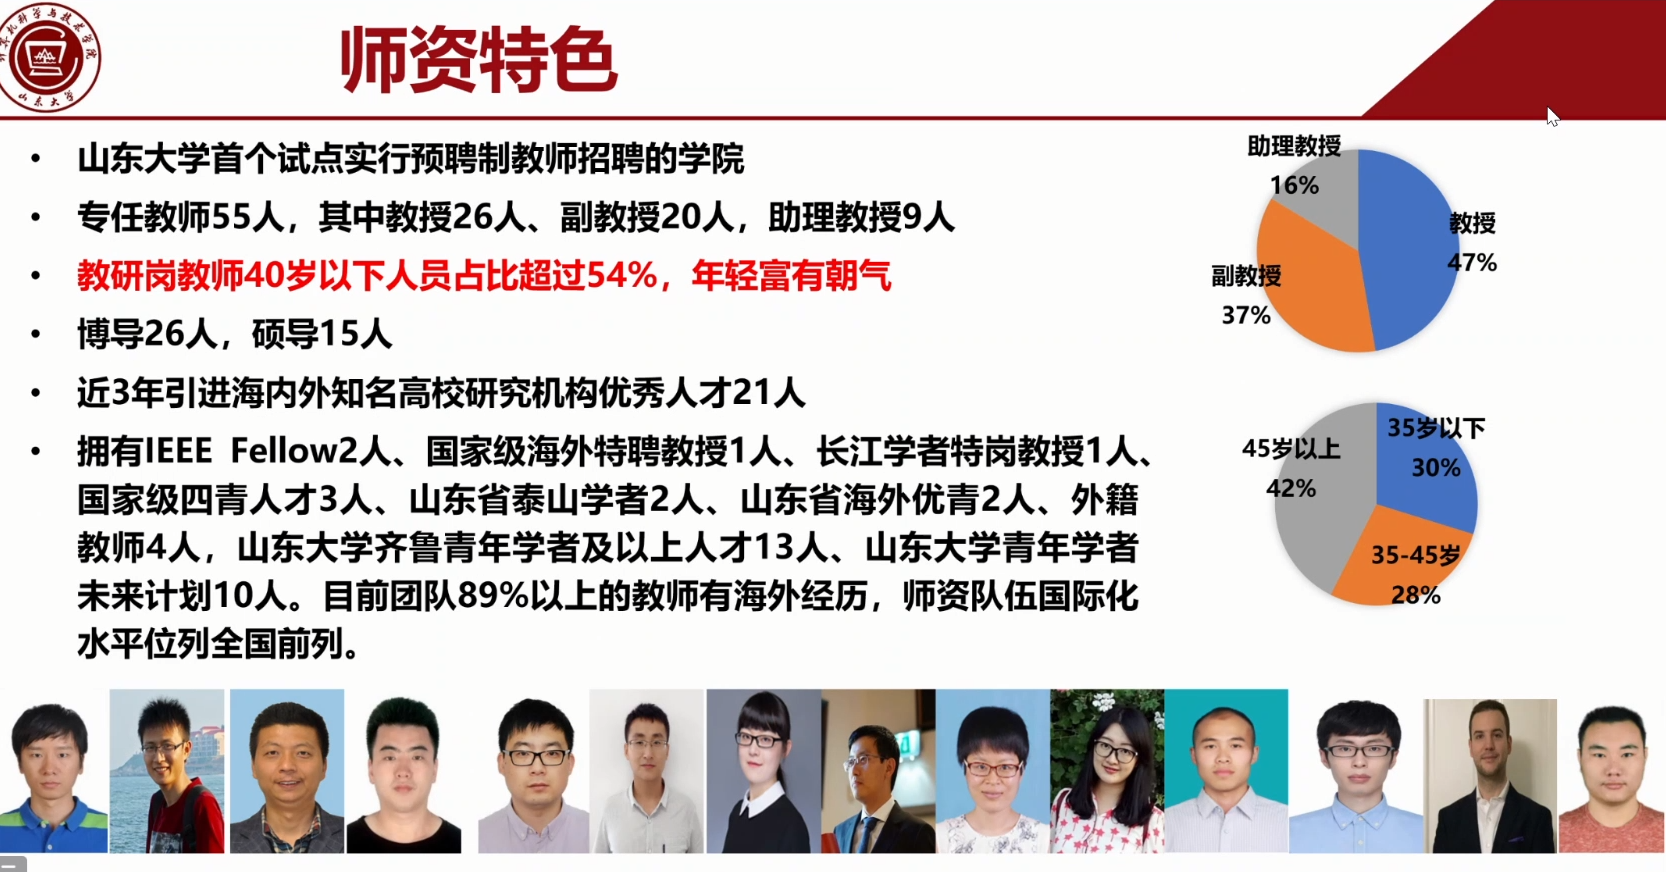 计算机科学与技术学院
山东大学
师资特色
• 山东大学首个试点实行预聘制教师招聘的学院
• 专任教师55人，其中教授26人、副教授20人，助理教授9人
• 教研岗教师40岁以下人员占比超过54%，年轻富有朝气
• 博导26人，硕导15人
• 近3年引进海内外知名高校研究机构优秀人才21人
• 拥有IEEE Fellow2人、国家级海外特聘教授1人、长江学者特岗教授1人、
国家级四青人才3人、山东省泰山学者2人、山东省海外优青2人、外籍
教师4人，山东大学齐鲁青年学者及以上人才13人、山东大学青年学者
未来计划10人。目前团队89%以上的教师有海外经历，师资队伍国际化
水平位列全国前列。
助理教授
16%
教授
47%
副教授
37%
35岁以下
30%
45岁以上
42%
35-45岁
28%